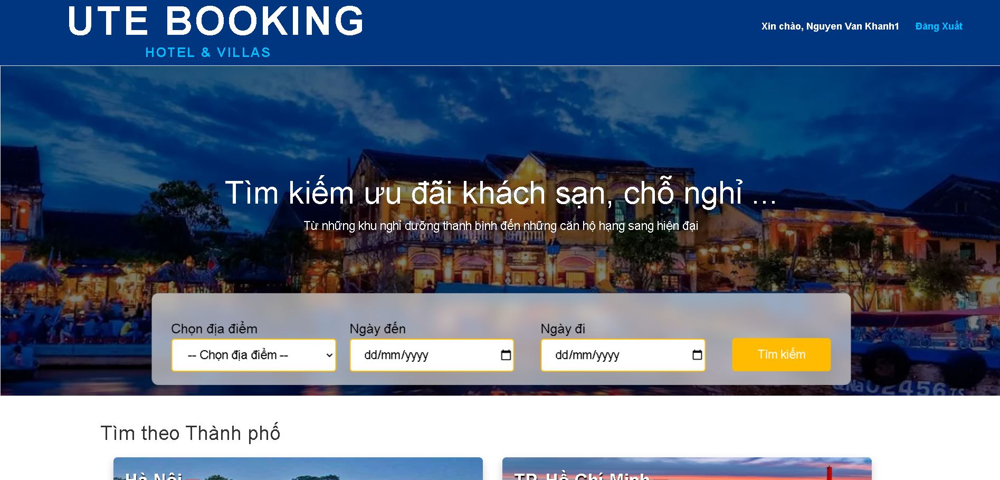 UTE BOOKING
HOTEL & VILLAS
Xin chào, Nguyen Van Khanh1
Đăng Xuất
Tìm kiếm ưu đãi khách sạn, chỗ nghỉ ...
Từ những khu nghỉ dưỡng thanh bình đến những căn hộ hạng sang hiện đại
Chọn địa điểm
Ngày đến
Ngày đi
-- Chọn địa điểm --
dd/mm/yyyy
dd/mm/yyyy
Tìm kiếm
Na 02456 TS
Tìm theo Thành phố
Hà Nội
TP. Hồ Chí Minh